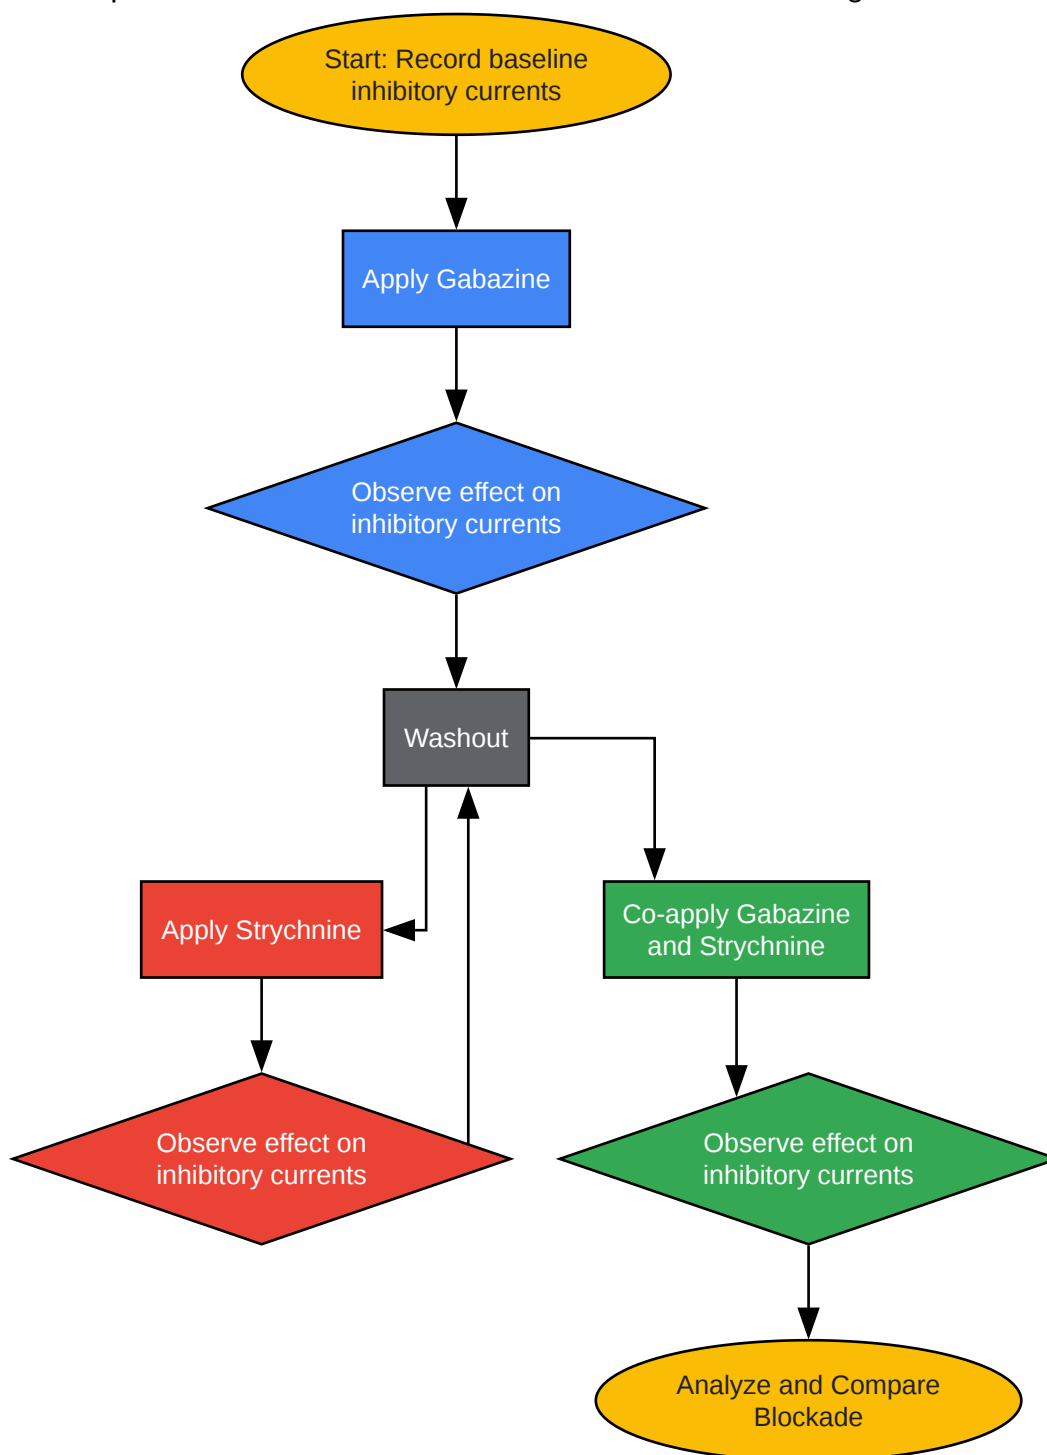 Start: Record baseline
inhibitory currents
Apply Gabazine
Observe effect on
inhibitory currents
Washout
Apply Strychnine
Co-apply Gabazine
and Strychnine
Observe effect on
inhibitory currents
Observe effect on
inhibitory currents
Analyze and Compare
Blockade